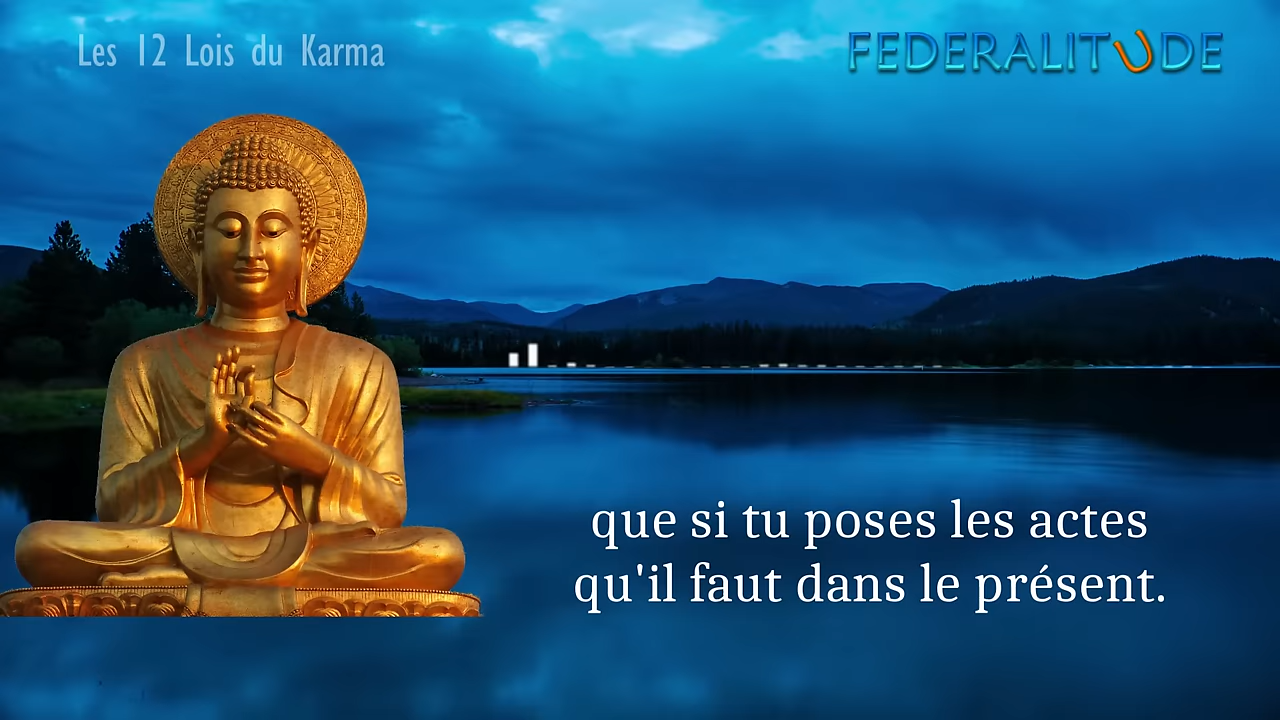 Les 12 Lois du Karma
FEDERALITUDE
que si tu poses les actes
qu'il faut dans le présent.